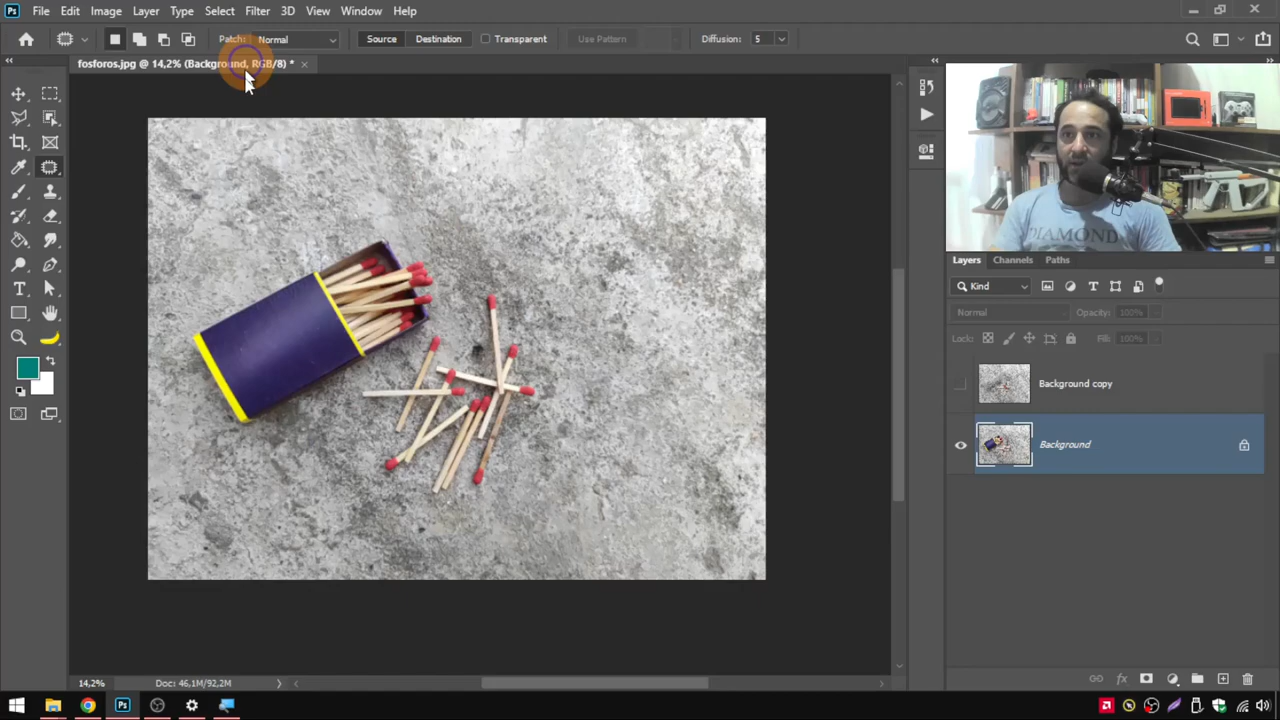 Ps File Edit Image Layer Type Select Filter 3D View Window Help
Patch: Normal Source Destination Transparent Use Pattern Diffusion: 5
fosforos.jpg @ 14,2% (Background, RGB/8) * ×
DIAMOND
Layers Channels Paths
Kind
Normal Opacity: 100%
Lock: Fill: 100%
Background copy
Background
14,2% Doc: 46,1M/92,2M
Ps